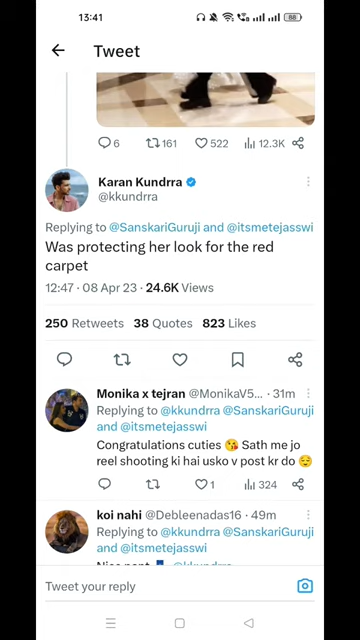 13:41
88
Tweet
6 161 522 12.3K
Karan Kundrra
@kkundrra
Replying to @SanskariGuruji and @itsmetejasswi
Was protecting her look for the red
carpet
12:47 · 08 Apr 23 · 24.6K Views
250 Retweets 38 Quotes 823 Likes
Monika x tejran @MonikaV5... · 31m
Replying to @kkundrra @SanskariGuruji
and @itsmetejasswi
Congratulations cuties 😘 Sath me jo
reel shooting ki hai usko v post kr do 😌
1 324
koi nahi @Debleenadas16 · 49m
Replying to @kkundrra @SanskariGuruji
and @itsmetejasswi
Nice pant 👖 @kkundrra
Tweet your reply